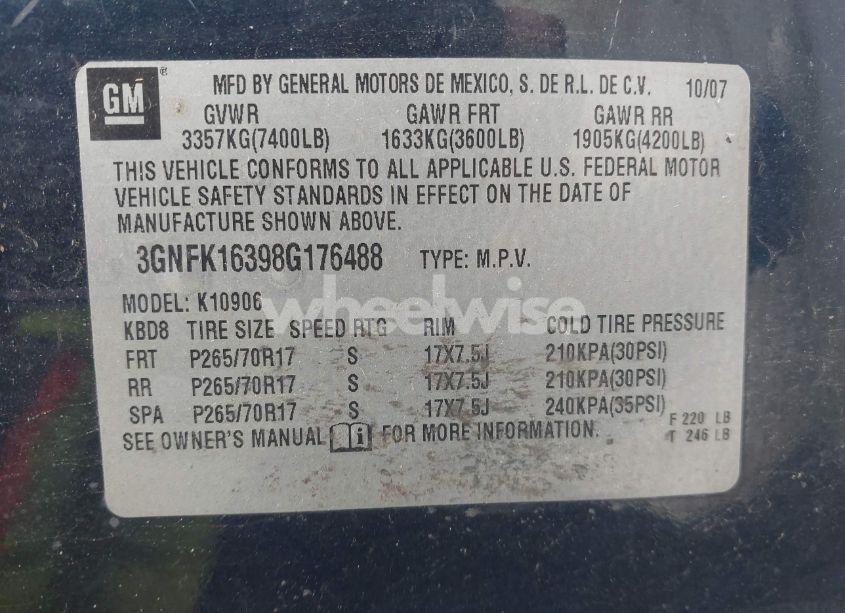 GM ® MFD BY GENERAL MOTORS DE MEXICO, S. DE R.L. DE C.V. 10/07
GVWR GAWR FRT GAWR RR
3357KG(7400LB) 1633KG(3600LB) 1905KG(4200LB)
THIS VEHICLE CONFORMS TO ALL APPLICABLE U.S. FEDERAL MOTOR
VEHICLE SAFETY STANDARDS IN EFFECT ON THE DATE OF
MANUFACTURE SHOWN ABOVE.
3GNFK16398G176488 TYPE: M.P.V.
MODEL: K10906
wheelwise
KBD8 TIRE SIZE SPEED RTG RIM COLD TIRE PRESSURE
FRT P265/70R17 S 17X7.5J 210KPA(30PSI)
RR P265/70R17 S 17X7.5J 210KPA(30PSI)
SPA P265/70R17 S 17X7.5J 240KPA(35PSI)
F 220 LB
SEE OWNER'S MANUAL i FOR MORE INFORMATION. T 246 LB